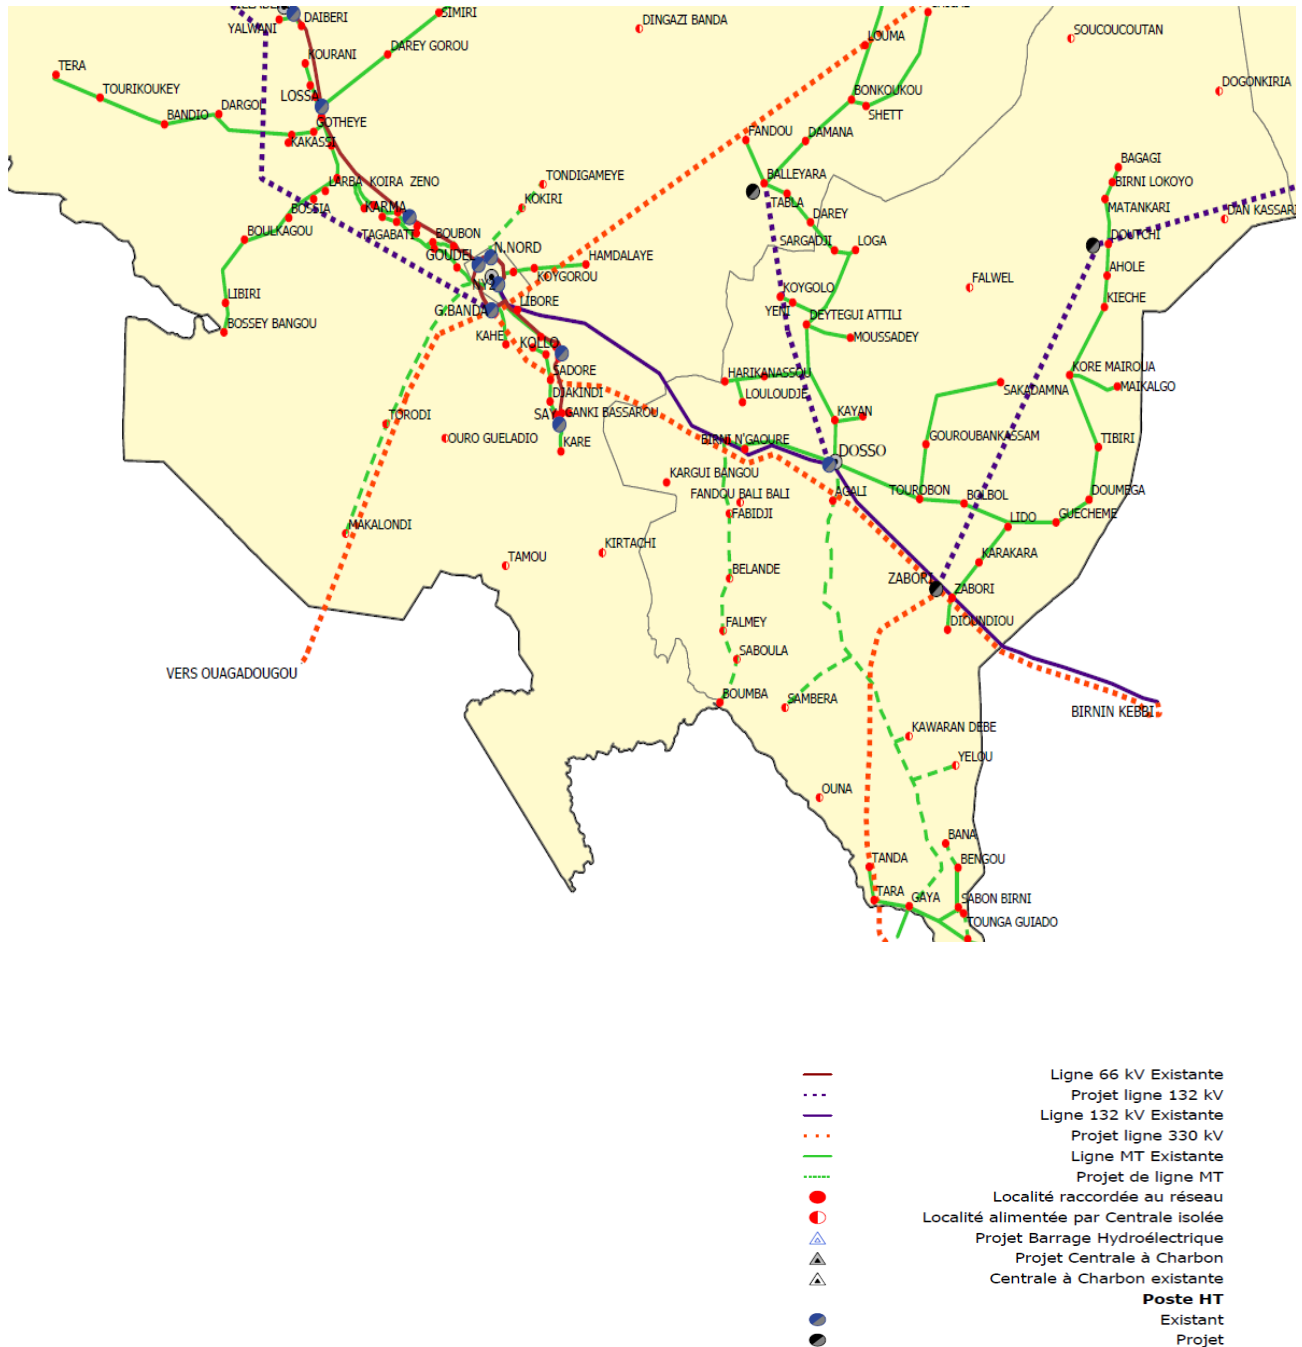 SIMIRI
DINGAZI BANDA
DAIBERI
YALWANI
SOUCOUCOUTAN
LOUMA
KOURANI
DAREY GOROU
TERA
TOURIKOUKEY
LOSSA
DOGONKIRIA
BONKOUKOU
SHETT
DARGOL
BANDIO
GOTHEYE
KAKASSI
FANDOU
DAMANA
BAGAGI
TONDIGAMEYE
BALLEYARA
BIRNI LOKOYO
LARBA KOIRA ZENO
KOKIRI
TABLA
MATANKARI
BOSSIA
KARMA
DAREY
DAN KASSARI
TAGABATI
BOULKAGOU
BOUBON
N.NORD
SARGADJI
LOGA
DOUTCHI
GOUDEL
HAMDALAYE
KOYGOROU
AHOLE
FALWEL
NY2
KOYGOLO
LIBIRI
G.BANDA
LIBORE
YENI
KIECHE
BOSSEY BANGOU
DEYTEGUI ATTILI
KAHE
KOLLO
MOUSSADEY
SADORE
HARIKANASSOU
KORE MAIROUA
SAKADAMNA
MAIKALGO
DJAKINDI
LOULOUDJE
TORODI
SAY
GANKI BASSAROU
KAYAN
OURO GUELADIO
KARE
BIRNI N'GAOURE
DOSSO
GOUROUBANKASSAM
TIBIRI
KARGUI BANGOU
FANDOU BALI BALI
AGALI
TOUROBON
BOLBOL
DOUMEGA
FABIDJI
LIDO
GUECHEME
MAKALONDI
KIRTACHI
TAMOU
KARAKARA
BELANDE
ZABORI
ZABORI
FALMEY
DIOUNDIOU
SABOULA
VERS OUAGADOUGOU
BOUMBA
SAMBERA
BIRNIN KEBBI
KAWARAN DEBE
YELOU
OUNA
BANA
TANDA
BENGOU
TARA
GAYA
SABON BIRNI
TOUNGA GUIADO
Ligne 66 kV Existante
Projet ligne 132 kV
Ligne 132 kV Existante
Projet ligne 330 kV
Ligne MT Existante
Projet de ligne MT
Localité raccordée au réseau
Localité alimentée par Centrale isolée
Projet Barrage Hydroélectrique
Projet Centrale à Charbon
Centrale à Charbon existante
Poste HT
Existant
Projet